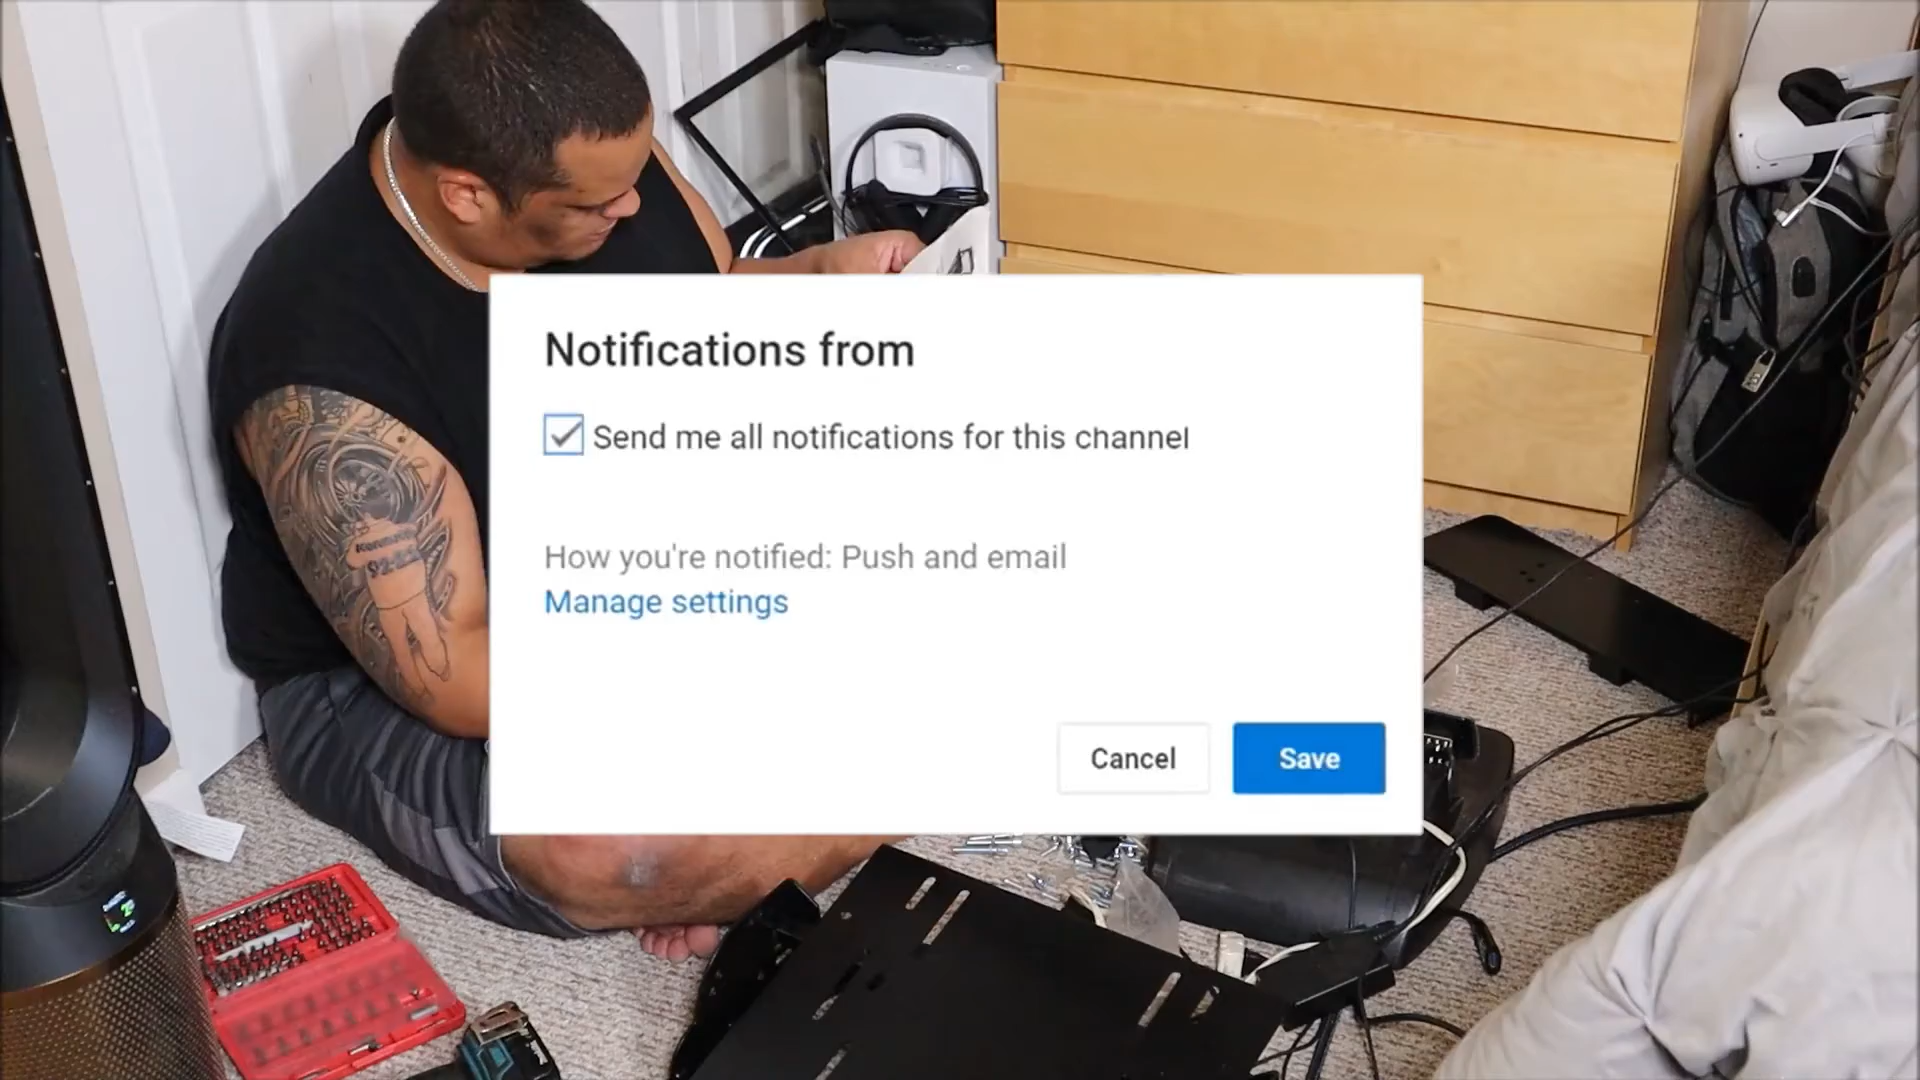 Notifications from
Send me all notifications for this channel
How you're notified: Push and email
Manage settings
Cancel
Save